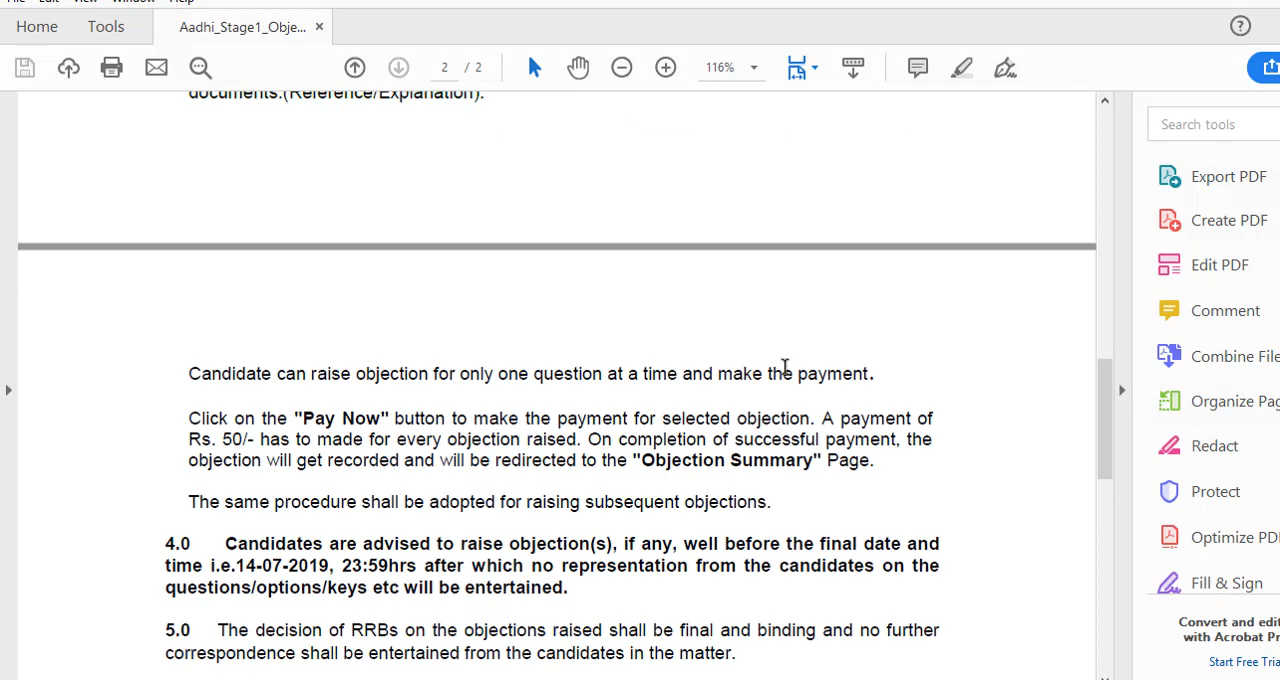 File Edit View Window Help
Home Tools Aadhi_Stage1_Obje... ×
2 / 2 116%
documents.(Reference/Explanation).
Search tools
Export PDF
Create PDF
Edit PDF
Comment
Combine File
Organize Pag
Redact
Protect
Optimize PD
Fill & Sign
Convert and edit
with Acrobat Pr
Start Free Tria
Candidate can raise objection for only one question at a time and make the payment.
Click on the "Pay Now" button to make the payment for selected objection. A payment of
Rs. 50/- has to made for every objection raised. On completion of successful payment, the
objection will get recorded and will be redirected to the "Objection Summary" Page.
The same procedure shall be adopted for raising subsequent objections.
4.0 Candidates are advised to raise objection(s), if any, well before the final date and
time i.e.14-07-2019, 23:59hrs after which no representation from the candidates on the
questions/options/keys etc will be entertained.
5.0 The decision of RRBs on the objections raised shall be final and binding and no further
correspondence shall be entertained from the candidates in the matter.